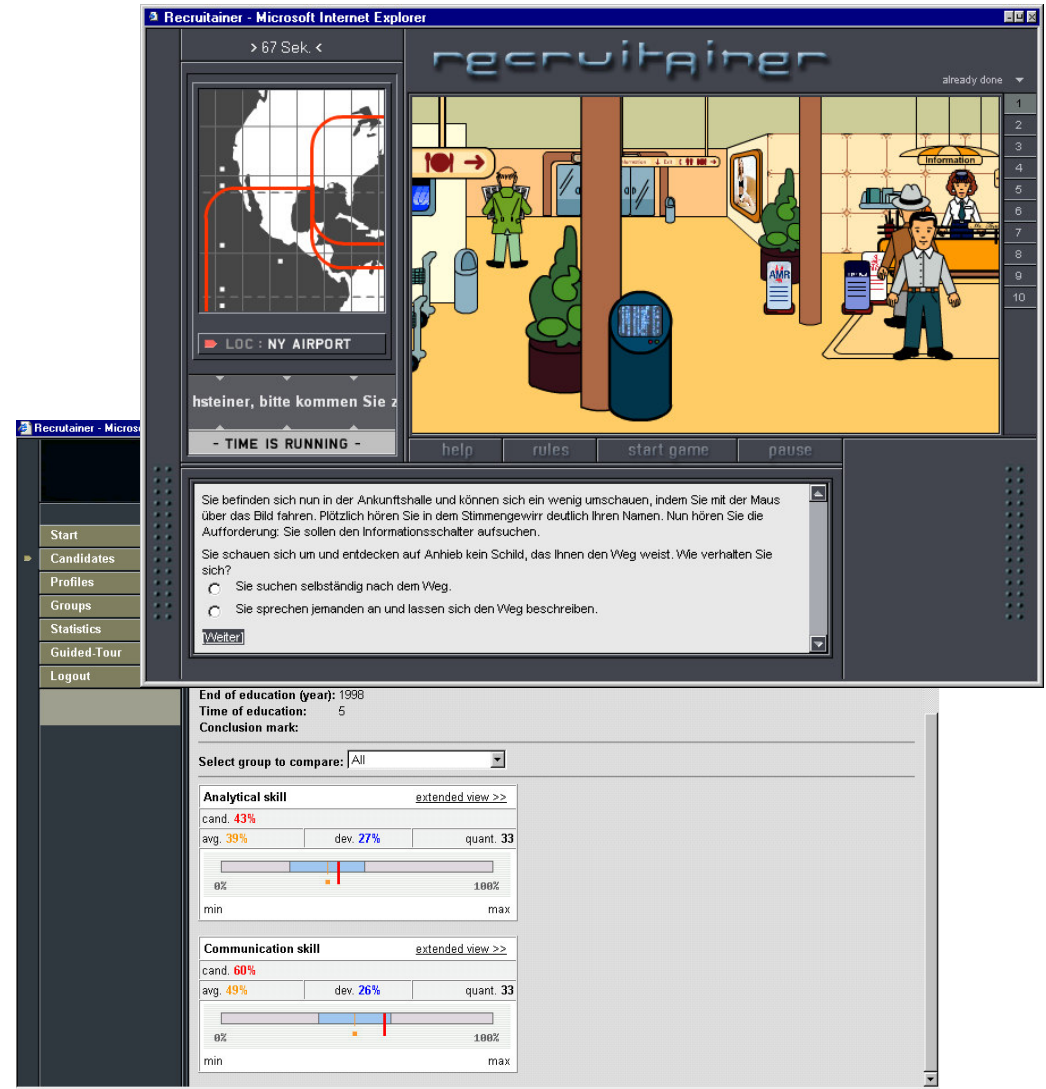 Recruitainer - Microsoft Internet Explorer
> 67 Sek. <
recruitainer
already done
1
2
3
4
5
6
7
8
9
10
Information
AMR
LOC : NY AIRPORT
hsteiner, bitte kommen Sie z
- TIME IS RUNNING -
help rules start game pause
Sie befinden sich nun in der Ankunftshalle und können sich ein wenig umschauen, indem Sie mit der Maus
über das Bild fahren. Plötzlich hören Sie in dem Stimmengewirr deutlich Ihren Namen. Nun hören Sie die
Aufforderung: Sie sollen den Informationsschalter aufsuchen.
Sie schauen sich um und entdecken auf Anhieb kein Schild, das Ihnen den Weg weist. Wie verhalten Sie
sich?
Sie suchen selbständig nach dem Weg.
Sie sprechen jemanden an und lassen sich den Weg beschreiben.
[Weiter]
Recrutainer - Micros
Start
Candidates
Profiles
Groups
Statistics
Guided-Tour
Logout
End of education (year): 1998
Time of education: 5
Conclusion mark:
Select group to compare: All
Analytical skill extended view >>
cand. 43%
avg. 39% dev. 27% quant. 33
0% 100%
min max
Communication skill extended view >>
cand. 60%
avg. 49% dev. 26% quant. 33
0% 100%
min max